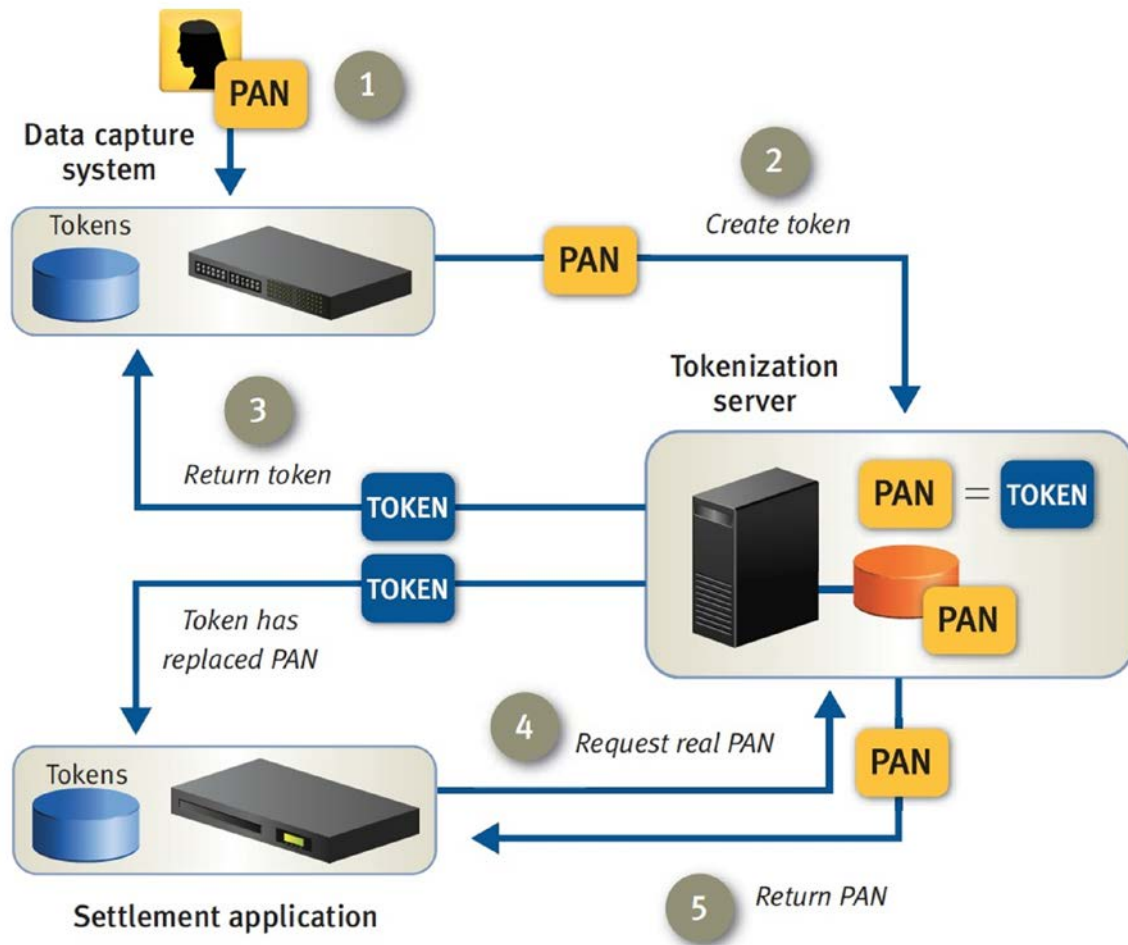 PAN
1
Data capture
system
2
Create token
Tokens
PAN
Tokenization
server
3
Return token
TOKEN
PAN = TOKEN
TOKEN
PAN
Token has
replaced PAN
4
Request real PAN
PAN
Tokens
5
Return PAN
Settlement application